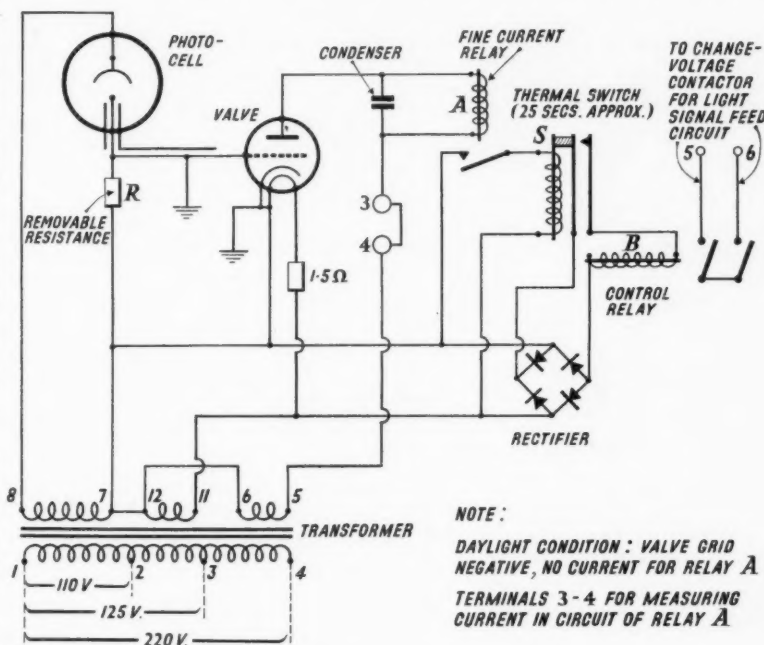 PHOTO-
CELL
CONDENSER
FINE CURRENT
RELAY
TO CHANGE-
VOLTAGE
CONTACTOR
FOR LIGHT
SIGNAL FEED
CIRCUIT
5 6
THERMAL SWITCH
(25 SECS. APPROX.)
VALVE
A
S
R
REMOVABLE
RESISTANCE
3
4
1·5Ω
B
CONTROL
RELAY
RECTIFIER
8 7 12 11 6 5
TRANSFORMER
1 2 3 4
110 V.
125 V.
220 V.
NOTE :
DAYLIGHT CONDITION : VALVE GRID
NEGATIVE, NO CURRENT FOR RELAY A
TERMINALS 3-4 FOR MEASURING
CURRENT IN CIRCUIT OF RELAY A